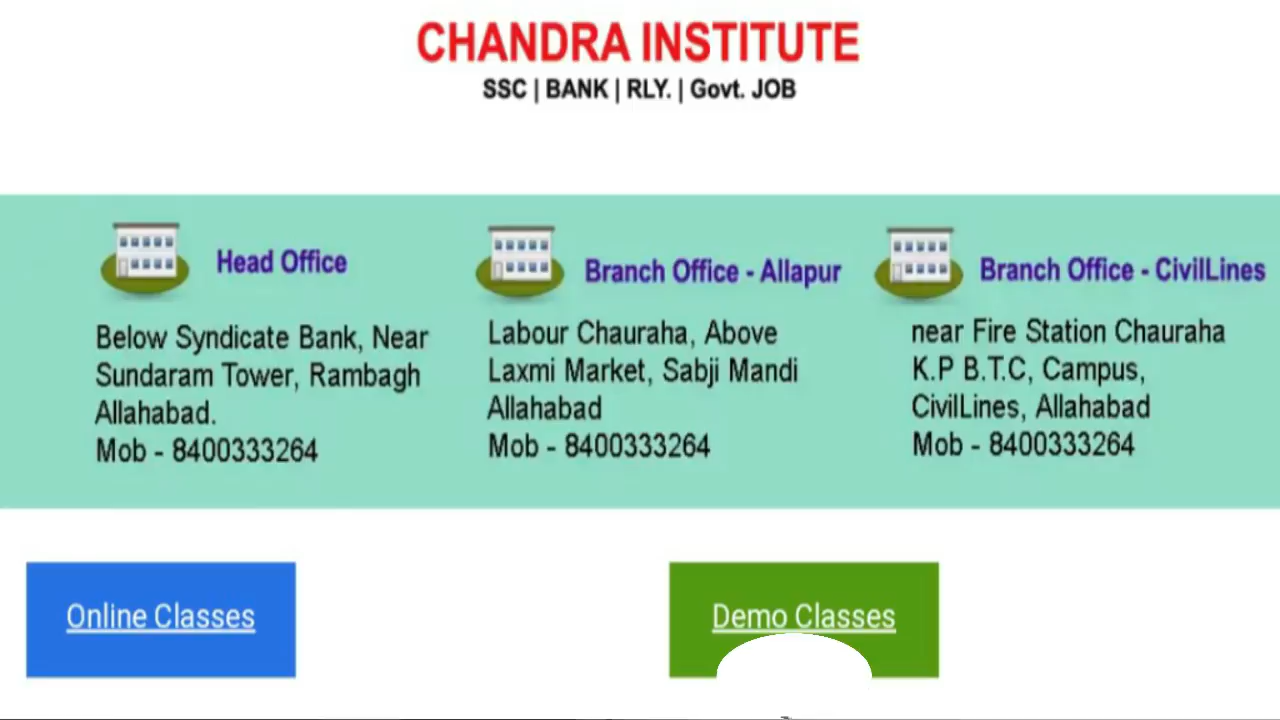 CHANDRA INSTITUTE
SSC | BANK | RLY. | Govt. JOB
Head Office
Below Syndicate Bank, Near
Sundaram Tower, Rambagh
Allahabad.
Mob - 8400333264
Branch Office - Allapur
Labour Chauraha, Above
Laxmi Market, Sabji Mandi
Allahabad
Mob - 8400333264
Branch Office - CivilLines
near Fire Station Chauraha
K.P B.T.C, Campus,
CivilLines, Allahabad
Mob - 8400333264
Online Classes
Demo Classes